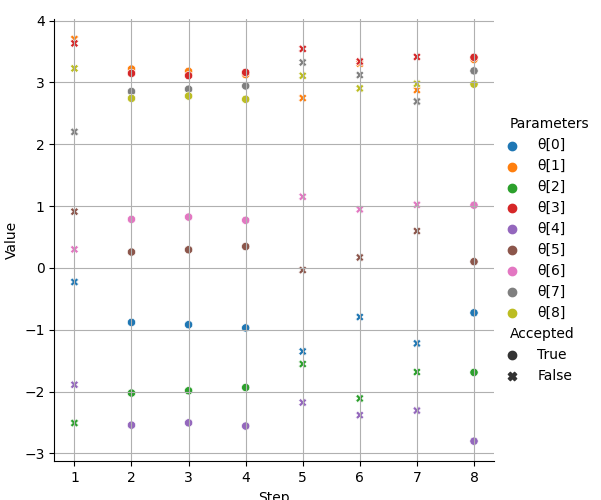 4
3
2
1
0
−1
−2
−3
Value
1 2 3 4 5 6 7 8
Step
Parameters
θ[0]
θ[1]
θ[2]
θ[3]
θ[4]
θ[5]
θ[6]
θ[7]
θ[8]
Accepted
True
False